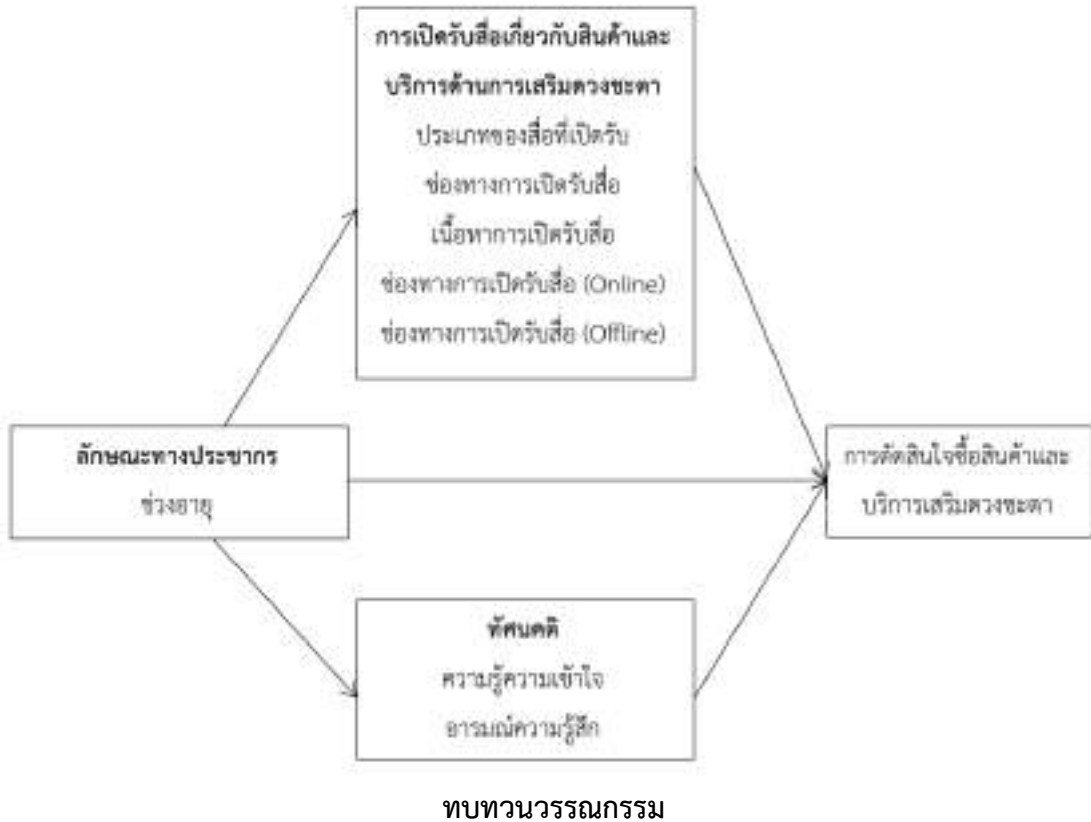 การเปิดรับสื่อเกี่ยวกับสินค้าและ
บริการด้านการเสริมดวงชะตา
ประเภทของสื่อที่เปิดรับ
ช่องทางการเปิดรับสื่อ
เนื้อหาการเปิดรับสื่อ
ช่องทางการเปิดรับสื่อ (Online)
ช่องทางการเปิดรับสื่อ (Offline)
ลักษณะทางประชากร
ช่วงอายุ
การตัดสินใจซื้อสินค้าและ
บริการเสริมดวงชะตา
ทัศนคติ
ความรู้ความเข้าใจ
อารมณ์ความรู้สึก
ทบทวนวรรณกรรม